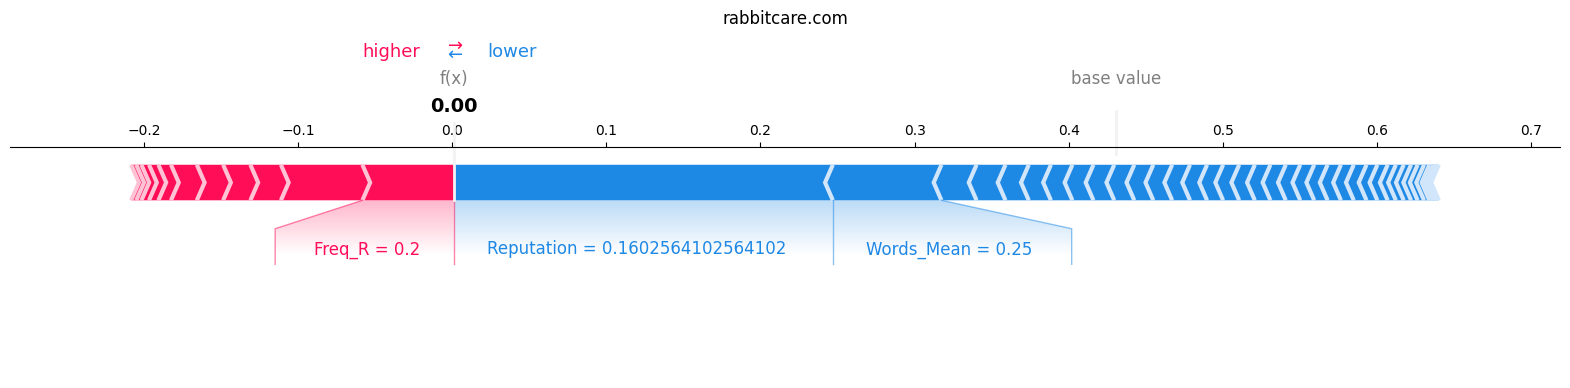 rabbitcare.com
higher ⇄ lower
f(x)
base value
0.00
−0.2 −0.1 0.0 0.1 0.2 0.3 0.4 0.5 0.6 0.7
Freq_R = 0.2
Reputation = 0.1602564102564102
Words_Mean = 0.25